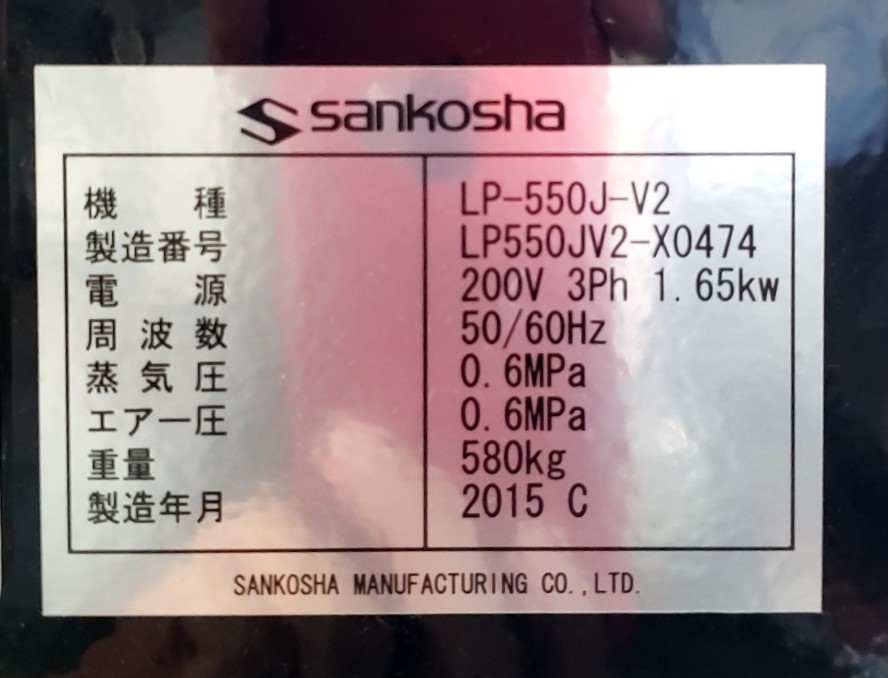 sankosha
機種 LP-550J-V2
製造番号 LP550JV2-X0474
電源 200V 3Ph 1.65kw
周波数 50/60Hz
蒸気圧 0.6MPa
エアー圧 0.6MPa
重量 580kg
製造年月 2015 C
SANKOSHA MANUFACTURING CO.,LTD.